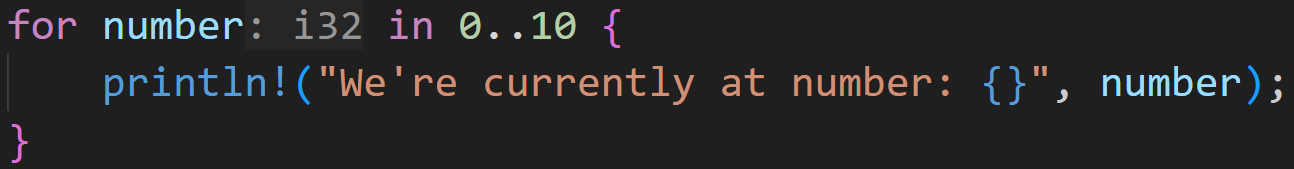 for number: i32 in 0..10 {
    println!("We're currently at number: {}", number);
}